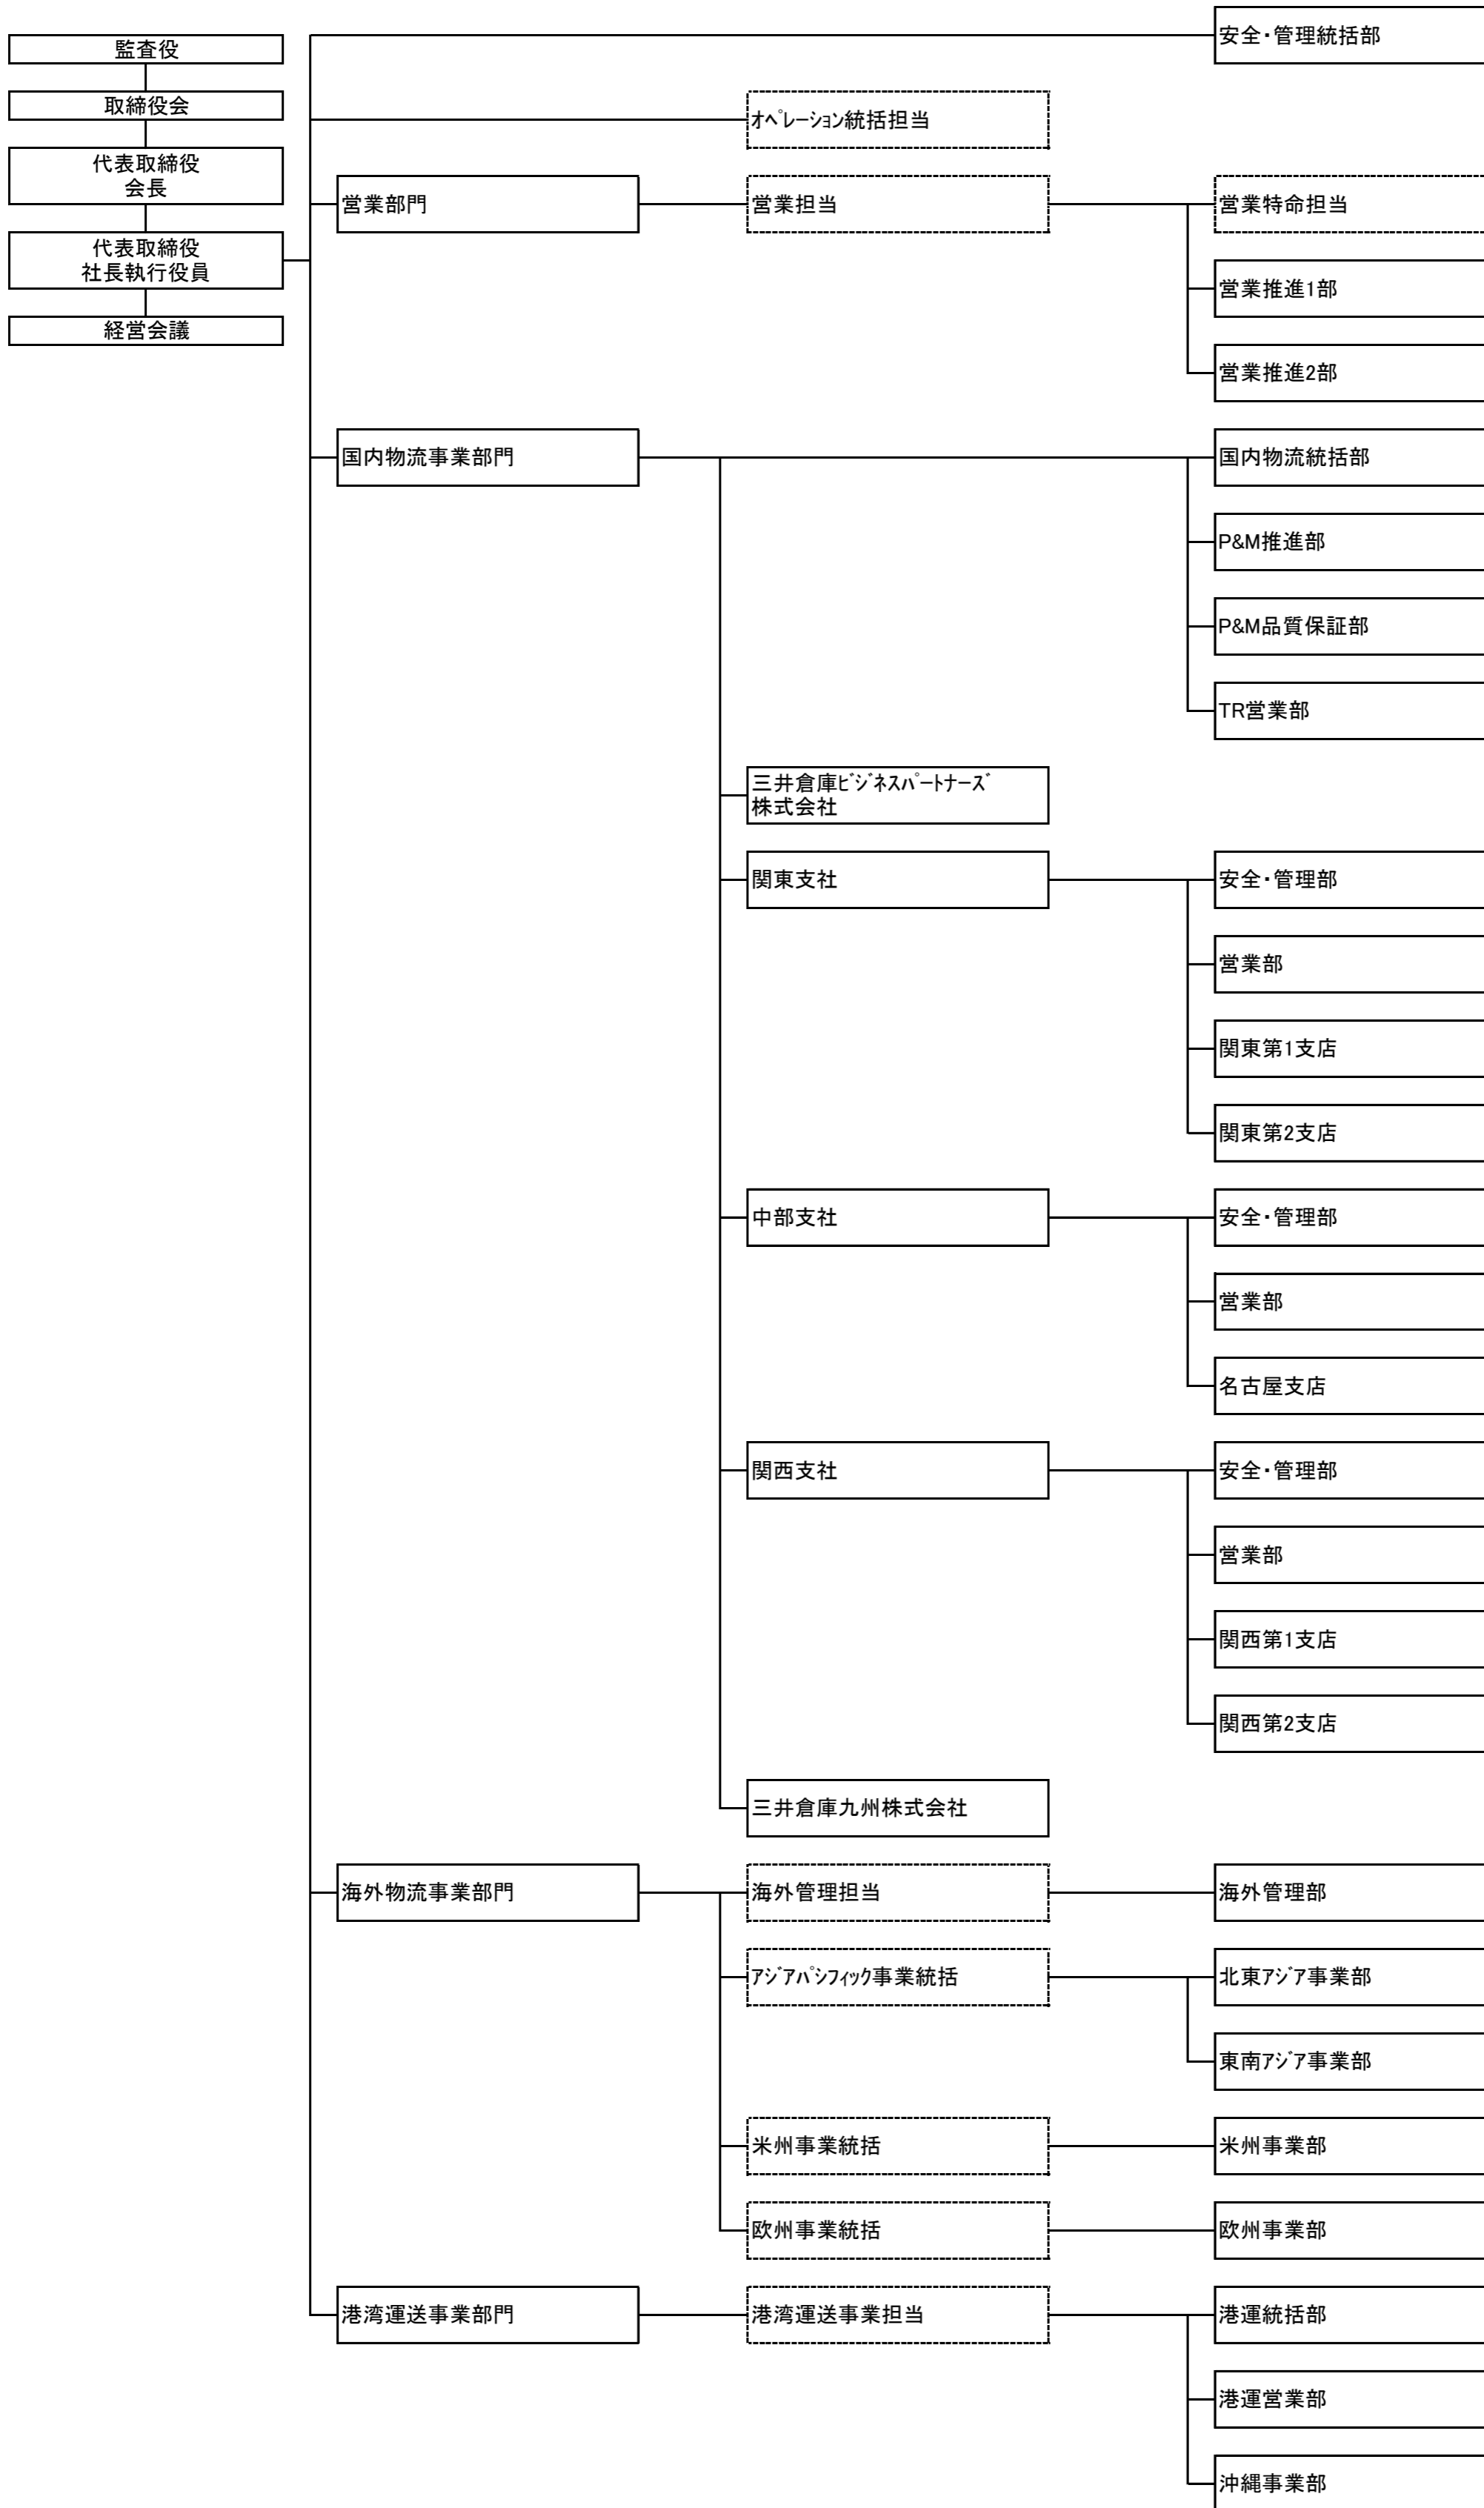 監査役
取締役会
代表取締役
会長
代表取締役
社長執行役員
経営会議
安全・管理統括部
ｵﾍﾟﾚｰｼｮﾝ統括担当
営業部門
営業担当
営業特命担当
営業推進1部
営業推進2部
国内物流事業部門
国内物流統括部
P&M推進部
P&M品質保証部
TR営業部
三井倉庫ﾋﾞｼﾞﾈｽﾊﾟｰﾄﾅｰｽﾞ
株式会社
関東支社
安全・管理部
営業部
関東第1支店
関東第2支店
中部支社
安全・管理部
営業部
名古屋支店
関西支社
安全・管理部
営業部
関西第1支店
関西第2支店
三井倉庫九州株式会社
海外物流事業部門
海外管理担当
海外管理部
ｱｼﾞｱﾊﾟｼﾌｨｯｸ事業統括
北東ｱｼﾞｱ事業部
東南ｱｼﾞｱ事業部
米州事業統括
米州事業部
欧州事業統括
欧州事業部
港湾運送事業部門
港湾運送事業担当
港運統括部
港運営業部
沖縄事業部